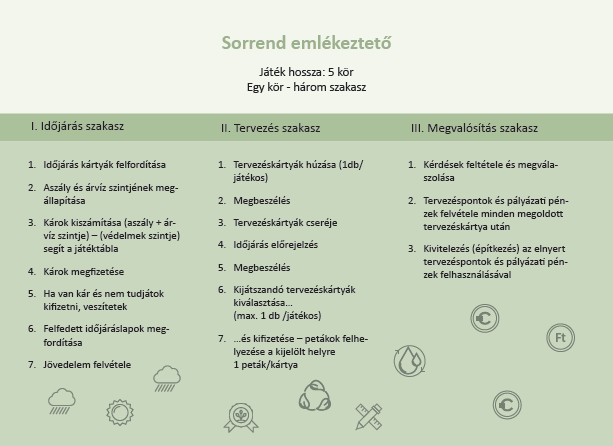 Sorrend emlékeztető
Játék hossza: 5 kör
Egy kör - három szakasz
I. Időjárás szakasz
1. Időjárás kártyák felfordítása
2. Aszály és árvíz szintjének meg-
állapítása
3. Károk kiszámítása (aszály + ár-
víz szintje) – (védelmek szintje)
segít a játéktábla
4. Károk megfizetése
5. Ha van kár és nem tudjátok
kifizetni, veszítetek
6. Felfedett időjáráslapok meg-
fordítása
7. Jövedelem felvétele
II. Tervezés szakasz
1. Tervezéskártyák húzása (1db/
játékos)
2. Megbeszélés
3. Tervezéskártyák cseréje
4. Időjárás előrejelzés
5. Megbeszélés
6. Kijátszandó tervezéskártyák
kiválasztása...
(max. 1 db /játékos)
7. ...és kifizetése – petákok felhe-
lyezése a kijelölt helyre
1 peták/kártya
III. Megvalósítás szakasz
1. Kérdések feltétele és megvála-
szolása
2. Tervezéspontok és pályázati pén-
zek felvétele minden megoldott
tervezéskártya után
3. Kivitelezés (építkezés) az elnyert
tervezéspontok és pályázati pén-
zek felhasználásával
Ft